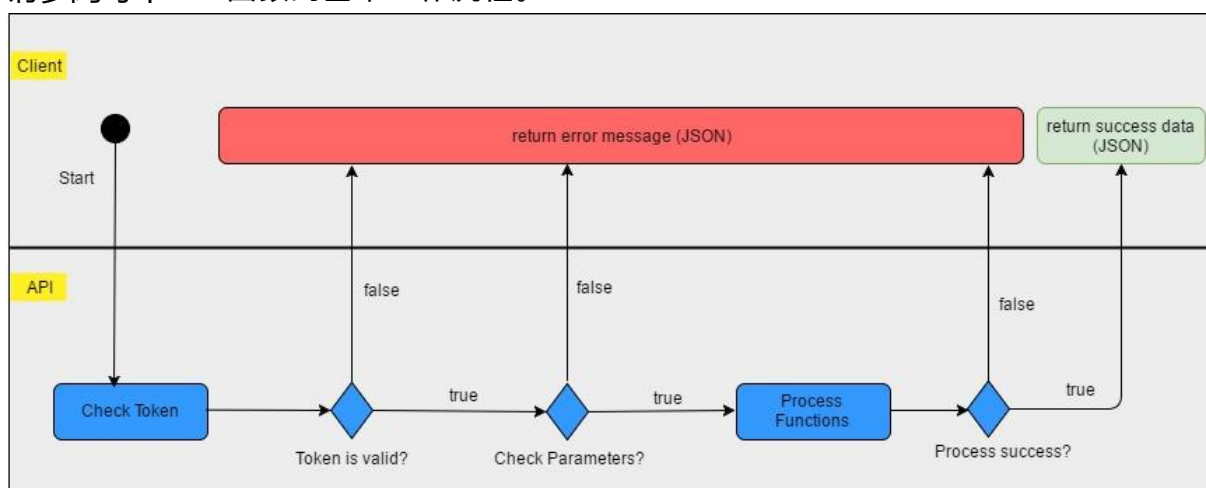 Client
return error message (JSON)
return success data
(JSON)
Start
API
false
false
false
Check Token
true
true
Process
Functions
true
Token is valid?
Check Parameters?
Process success?